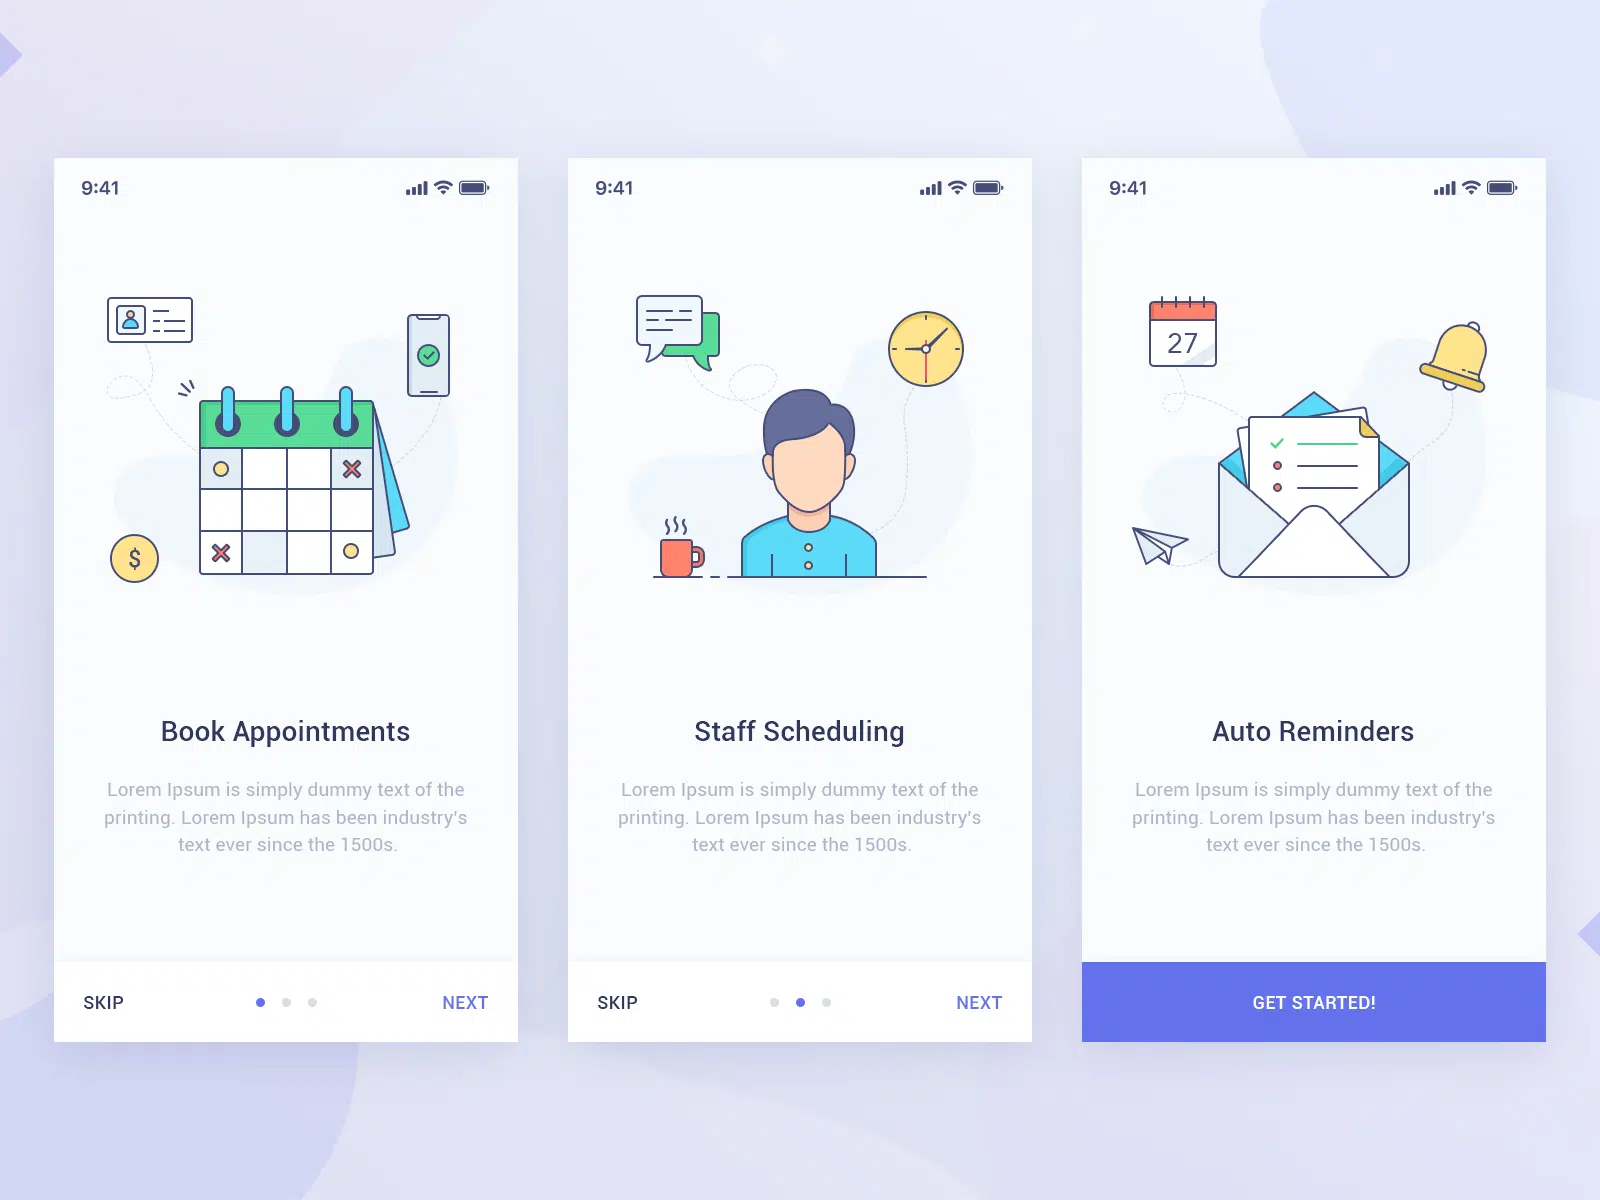 9:41
$
Book Appointments
Lorem Ipsum is simply dummy text of the
printing. Lorem Ipsum has been industry's
text ever since the 1500s.
SKIP
NEXT
9:41
Staff Scheduling
Lorem Ipsum is simply dummy text of the
printing. Lorem Ipsum has been industry's
text ever since the 1500s.
SKIP
NEXT
9:41
27
Auto Reminders
Lorem Ipsum is simply dummy text of the
printing. Lorem Ipsum has been industry's
text ever since the 1500s.
GET STARTED!